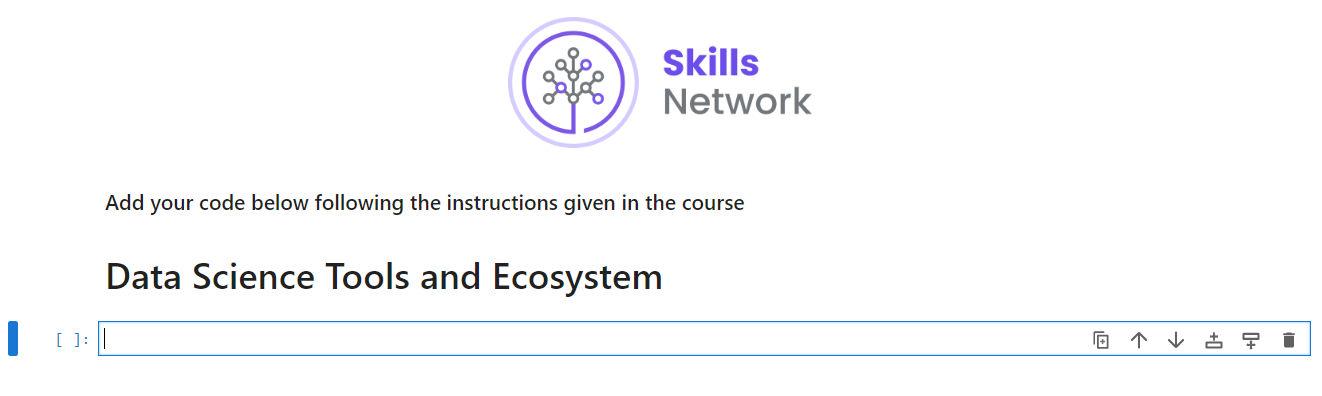 Skills
Network
Add your code below following the instructions given in the course
Data Science Tools and Ecosystem
[ ]: